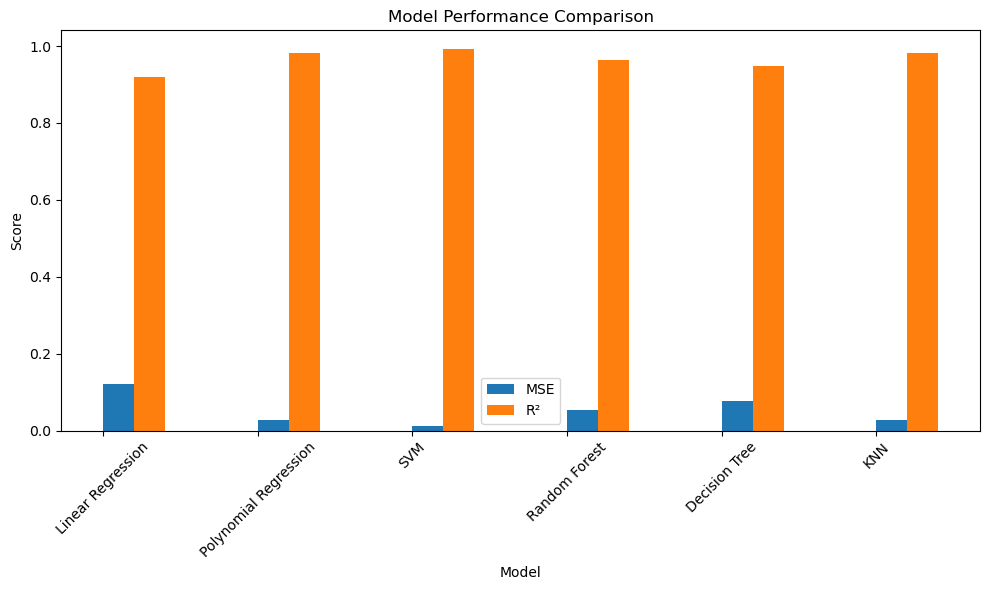 Model Performance Comparison
Score
1.0
0.8
0.6
0.4
0.2
0.0
MSE
R²
Linear Regression
Polynomial Regression
SVM
Random Forest
Decision Tree
KNN
Model